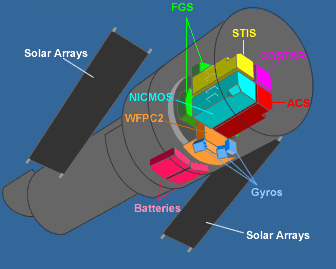 FGS
STIS
Solar Arrays
COSTAR
NICMOS
ACS
WFPC2
Gyros
Batteries
Solar Arrays